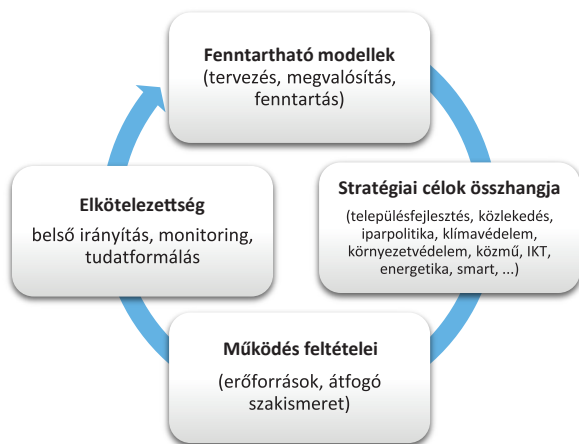 Fenntartható modellek
(tervezés, megvalósítás,
fenntartás)
Stratégiai célok összhangja
(településfejlesztés, közlekedés,
iparpolitika, klímavédelem,
környezetvédelem, közmű, IKT,
energetika, smart, ...)
Működés feltételei
(erőforrások, átfogó
szakismeret)
Elkötelezettség
belső irányítás, monitoring,
tudatformálás